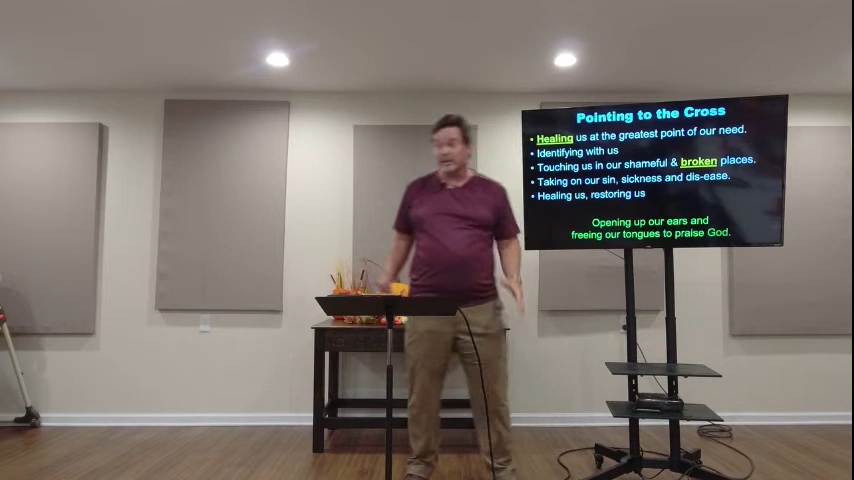 Pointing to the Cross
• Healing us at the greatest point of our need.
• Identifying with us
• Touching us in our shameful & broken places.
• Taking on our sin, sickness and dis-ease.
• Healing us, restoring us
Opening up our ears and
freeing our tongues to praise God.